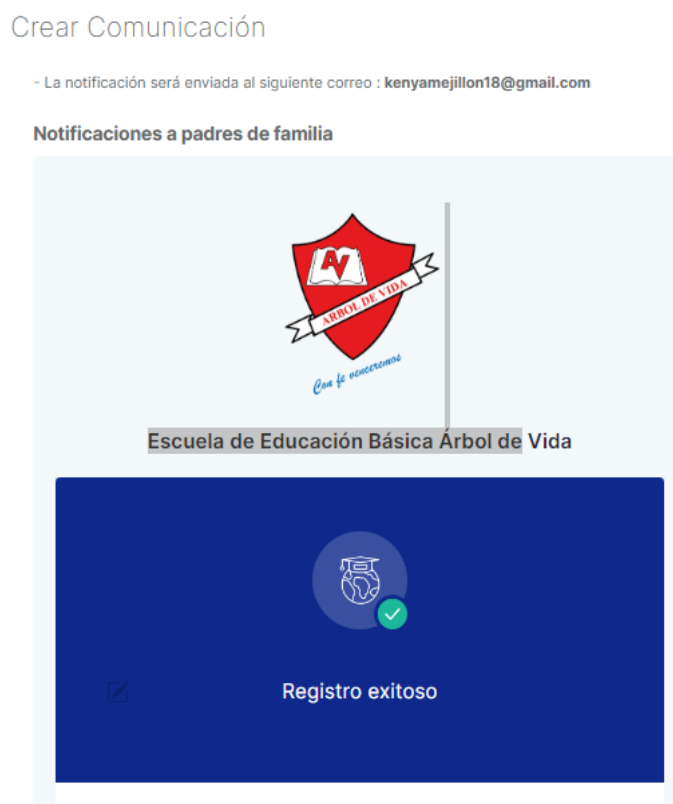 Crear Comunicación
- La notificación será enviada al siguiente correo : kenyamejillon18@gmail.com
Notificaciones a padres de familia
AV
ARBOL DE VIDA
Con fe venceremos
Escuela de Educación Básica Árbol de Vida
Registro exitoso